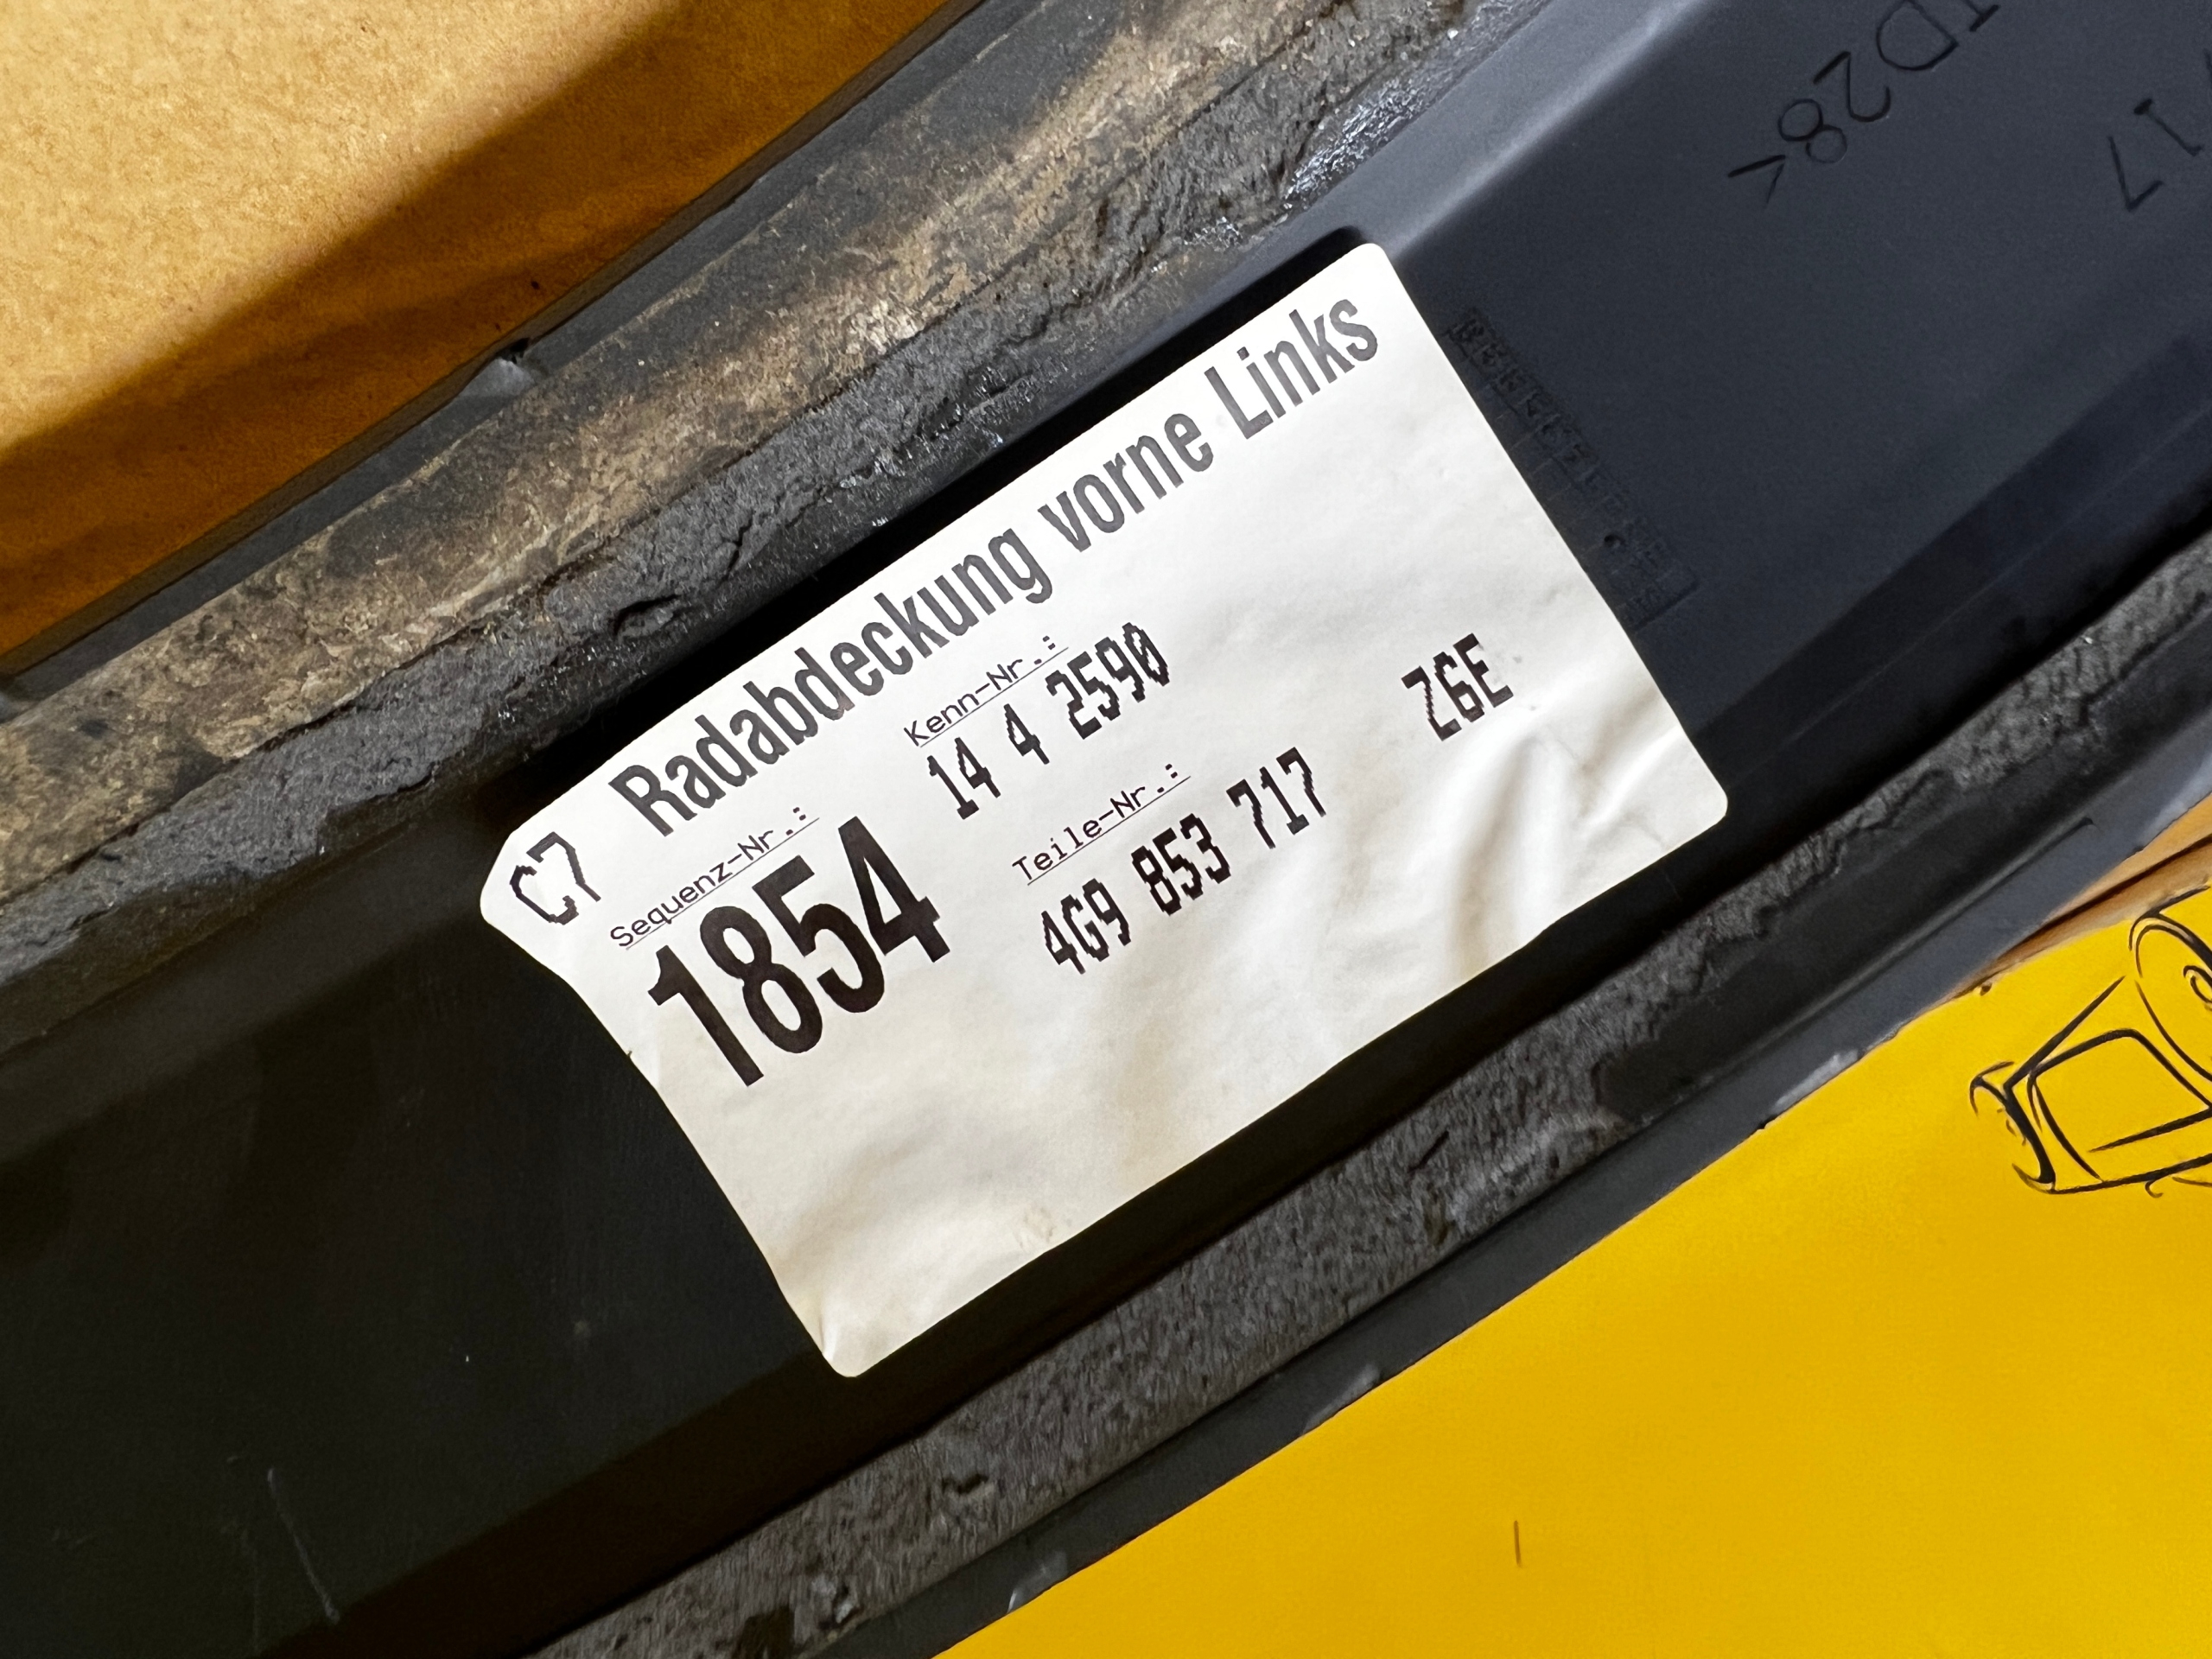 C7 Radabdeckung vorne Links
Sequenz-Nr.: Kenn-Nr.:
1854 14 4 2590
Teile-Nr.:
4G9 853 717 Z6E
TD28<
717